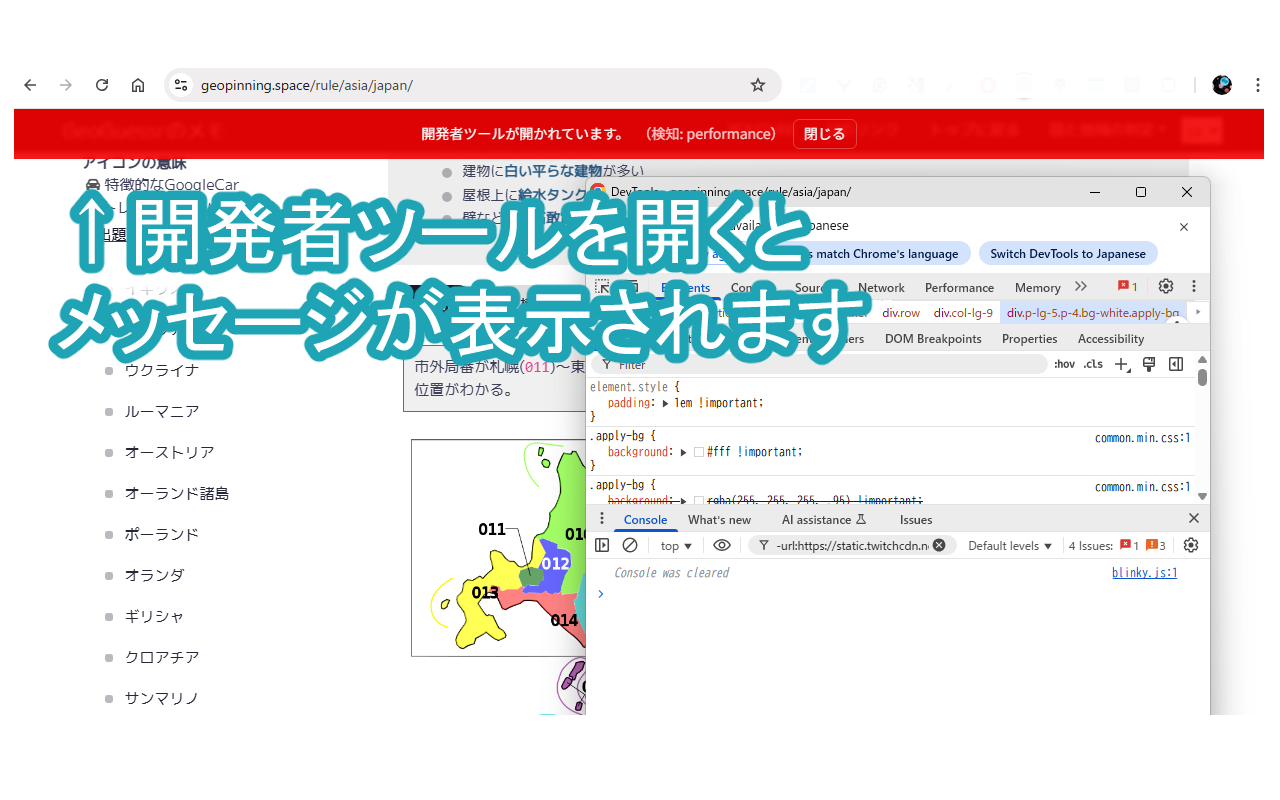 geopinning.space/rule/asia/japan/
開発者ツールが開かれています。 （検知: performance） 閉じる
アイコンの意味
特徴的なGoogleCar
↑開発者ツールを開くと
メッセージが表示されます
ウクライナ
ルーマニア
オーストリア
オーランド諸島
ポーランド
オランダ
ギリシャ
クロアチア
サンマリノ
建物に白い平らな建物が多い
屋根上に給水タンク
市外局番が札幌(011)～東
位置がわかる。
011
012
013
014
DevTools - geopinning.space/rule/asia/japan/
match Chrome's language Switch DevTools to Japanese
Elements Network Performance Memory 1
div.row div.col-lg-9 div.p-lg-5.p-4.bg-white.apply-bg
DOM Breakpoints Properties Accessibility
Filter :hov .cls
element.style {
padding: ▶ 1em !important;
}
.apply-bg { common.min.css:1
background: ▶ #fff !important;
}
.apply-bg { common.min.css:1
background: ▶ rgba(255, 255, 255, .95) !important;
Console What's new AI assistance Issues
top ▼ -url:https://static.twitchcdn.n Default levels ▼ 4 Issues: 1 3
Console was cleared blinky.js:1